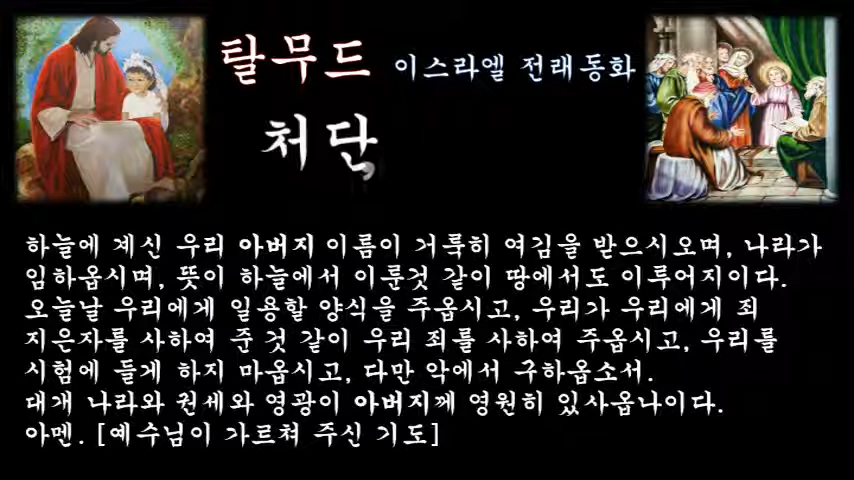 탈무드 이스라엘 전래동화
처단,
하늘에 계신 우리 아버지 이름이 거룩히 여김을 받으시오며, 나라가
임하옵시며, 뜻이 하늘에서 이룬것 같이 땅에서도 이루어지이다.
오늘날 우리에게 일용할 양식을 주옵시고, 우리가 우리에게 죄
지은자를 사하여 준 것 같이 우리 죄를 사하여 주옵시고, 우리를
시험에 들게 하지 마옵시고, 다만 악에서 구하옵소서.
대개 나라와 권세와 영광이 아버지께 영원히 있사옵나이다.
아멘. [예수님이 가르쳐 주신 기도]